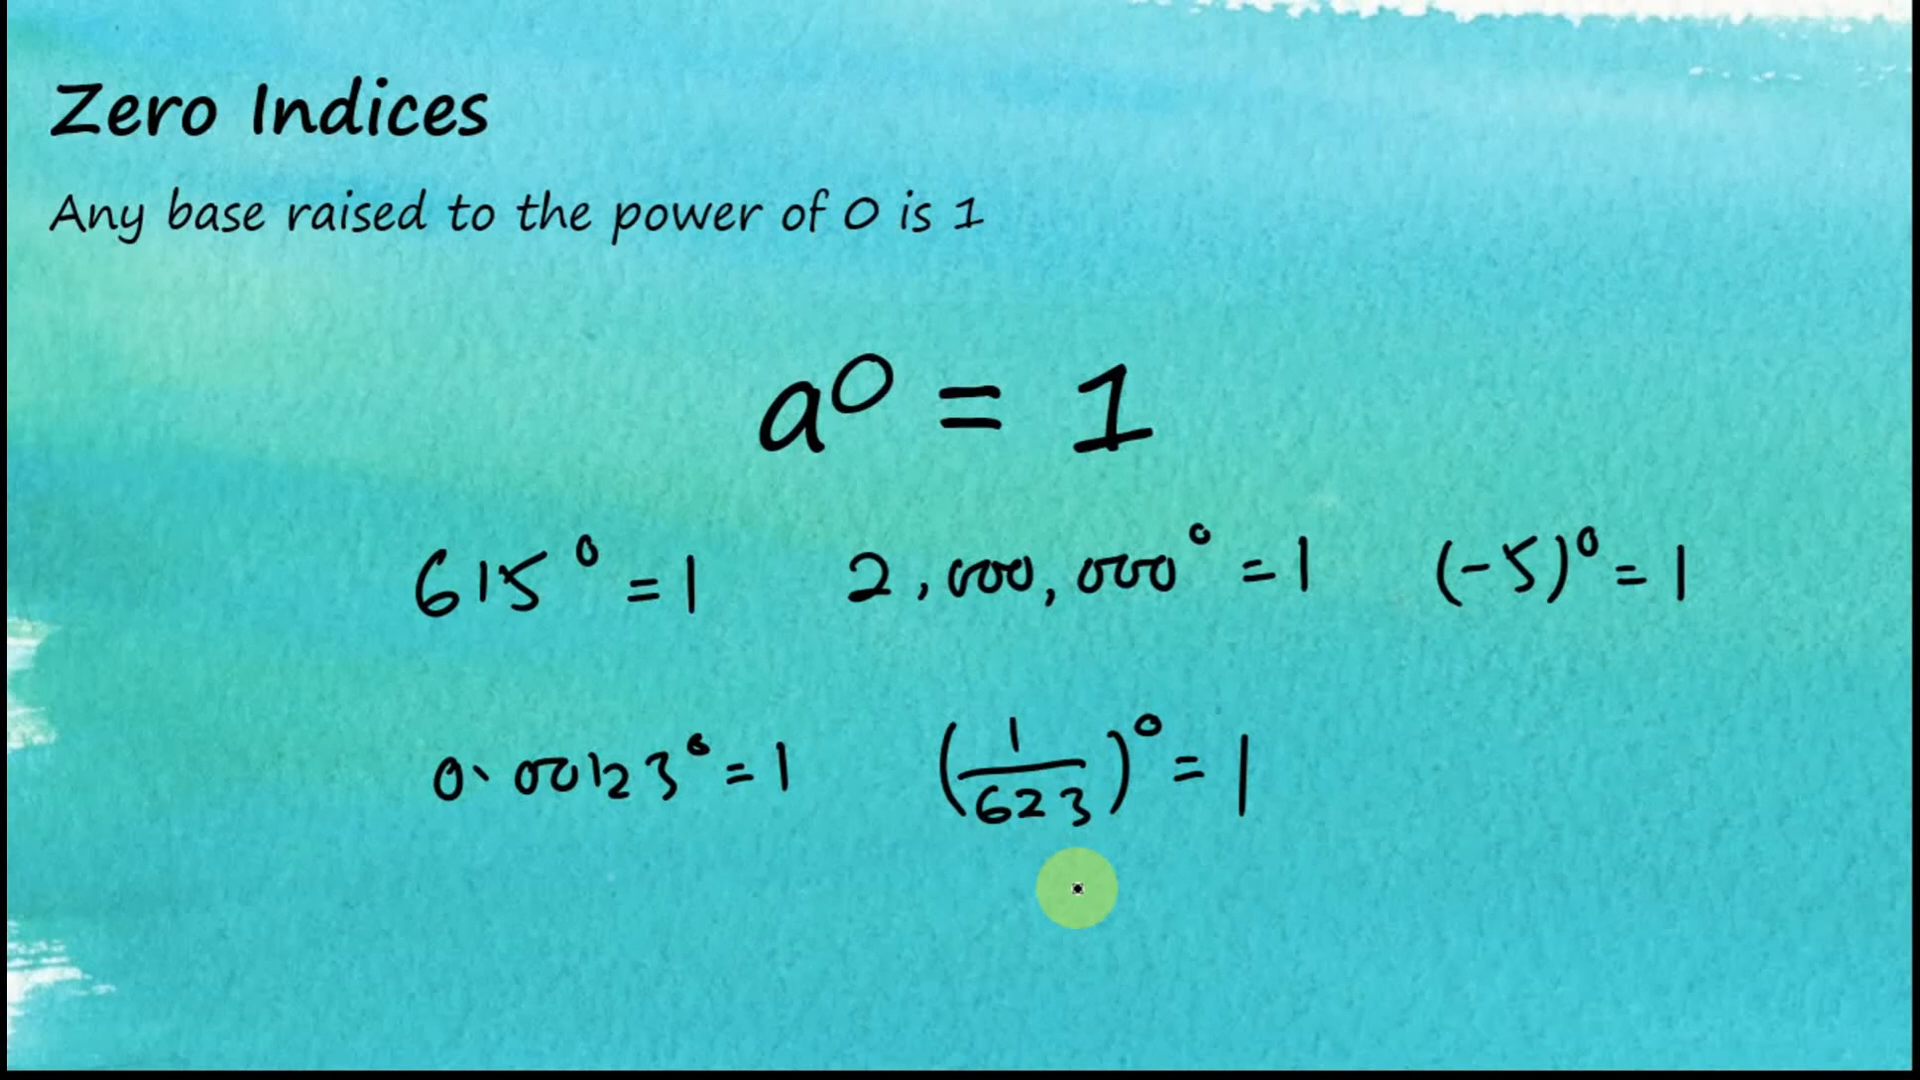 Zero Indices
Any base raised to the power of 0 is 1
a⁰ = 1
615⁰ = 1 2,000,000⁰ = 1 (-5)⁰ = 1
0.00123⁰ = 1 (1/623)⁰ = 1